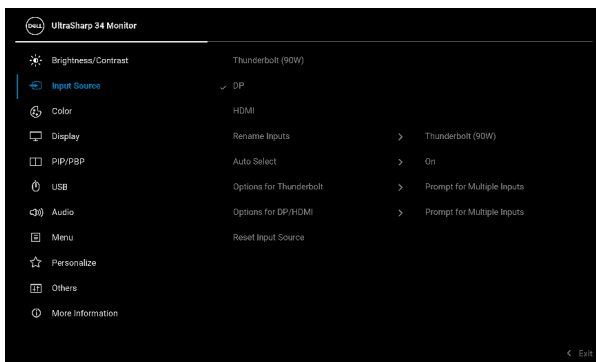 DELL UltraSharp 34 Monitor
Brightness/Contrast Thunderbolt (90W)
Input Source ✓ DP
Color HDMI
Display Rename Inputs > Thunderbolt (90W)
PIP/PBP Auto Select > On
USB Options for Thunderbolt > Prompt for Multiple Inputs
Audio Options for DP/HDMI > Prompt for Multiple Inputs
Menu Reset Input Source
Personalize
Others
More Information
< Exit